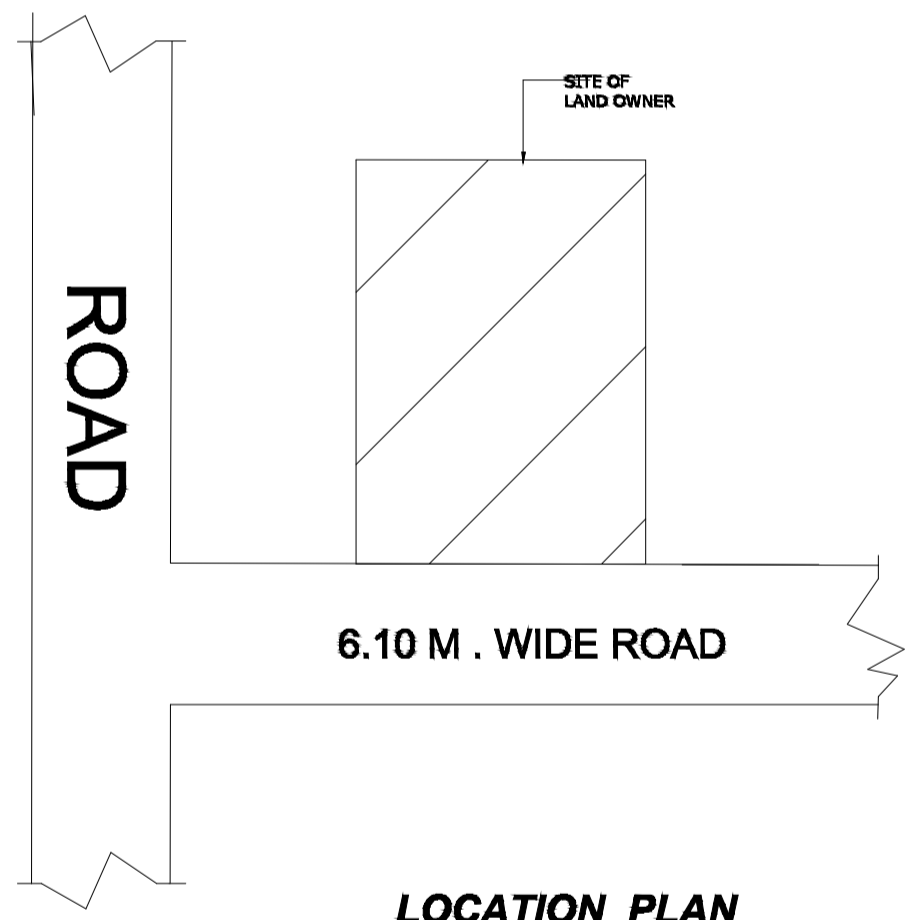 SITE OF
LAND OWNER
ROAD
6.10 M . WIDE ROAD
LOCATION PLAN